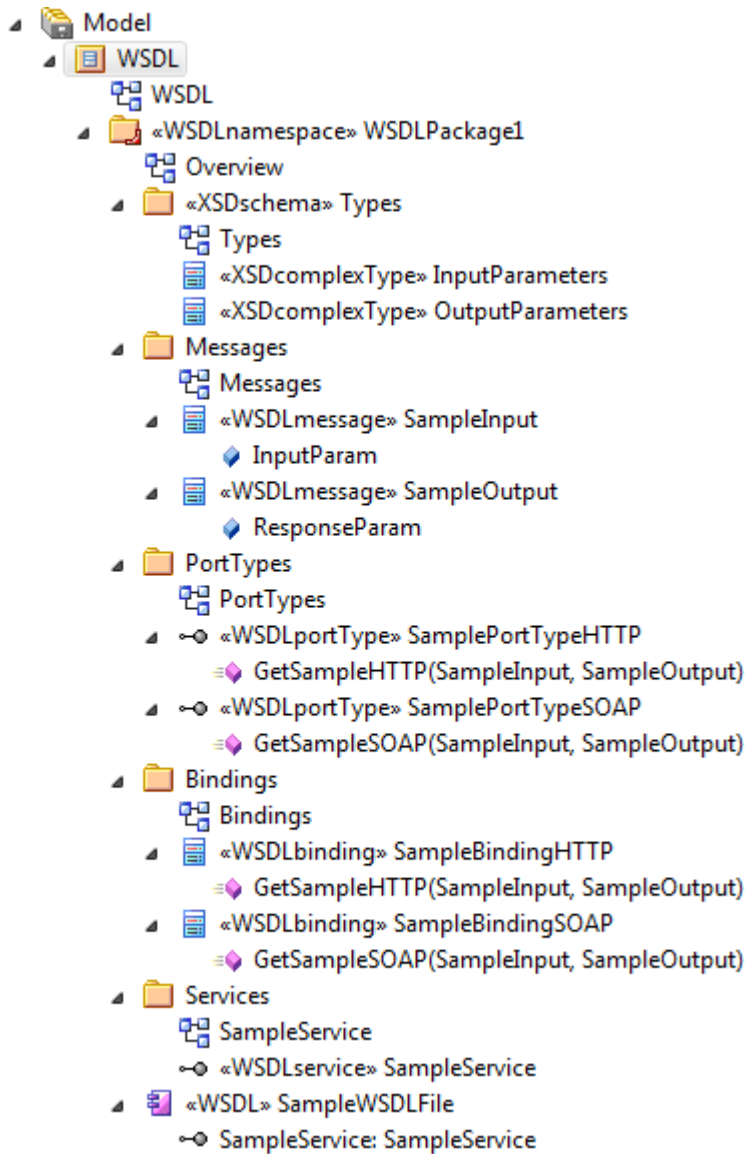 Model
WSDL
WSDL
«WSDLnamespace» WSDLPackage1
Overview
«XSDschema» Types
Types
«XSDcomplexType» InputParameters
«XSDcomplexType» OutputParameters
Messages
Messages
«WSDLmessage» SampleInput
InputParam
«WSDLmessage» SampleOutput
ResponseParam
PortTypes
PortTypes
«WSDLportType» SamplePortTypeHTTP
GetSampleHTTP(SampleInput, SampleOutput)
«WSDLportType» SamplePortTypeSOAP
GetSampleSOAP(SampleInput, SampleOutput)
Bindings
Bindings
«WSDLbinding» SampleBindingHTTP
GetSampleHTTP(SampleInput, SampleOutput)
«WSDLbinding» SampleBindingSOAP
GetSampleSOAP(SampleInput, SampleOutput)
Services
SampleService
«WSDLservice» SampleService
«WSDL» SampleWSDLFile
SampleService: SampleService